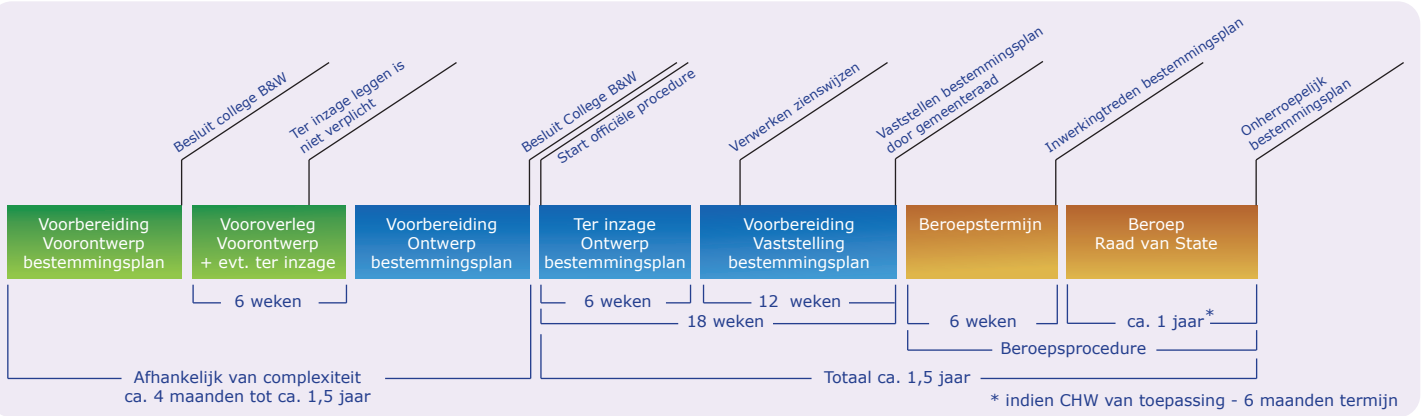 Besluit college B&W
Ter inzage leggen is
niet verplicht
Besluit College B&W
Start officiële procedure
Verwerken zienswijzen
Vaststellen bestemmingsplan
door gemeenteraad
Inwerkingtreden bestemmingsplan
Onherroepelijk
bestemmingsplan
Voorbereiding
Voorontwerp
bestemmingsplan
Vooroverleg
Voorontwerp
+ evt. ter inzage
Voorbereiding
Ontwerp
bestemmingsplan
Ter inzage
Ontwerp
bestemmingsplan
Voorbereiding
Vaststelling
bestemmingsplan
Beroepstermijn
Beroep
Raad van State
6 weken
6 weken
12 weken
18 weken
6 weken
ca. 1 jaar*
Beroepsprocedure
Afhankelijk van complexiteit
ca. 4 maanden tot ca. 1,5 jaar
Totaal ca. 1,5 jaar
* indien CHW van toepassing - 6 maanden termijn